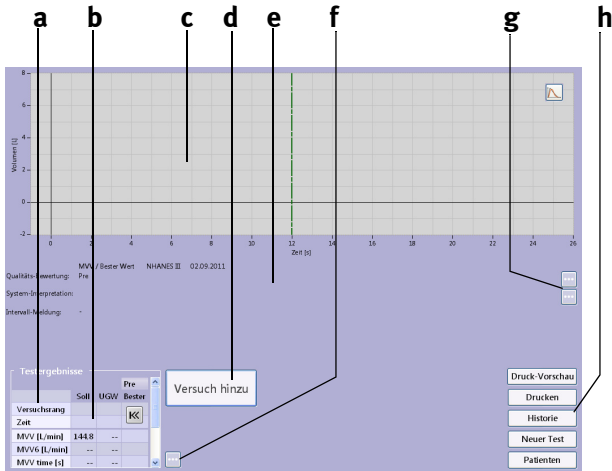 a b c d e f g h
8
6
4
2
0
-2
Volumen [L]
0 2 4 6 8 10 12 14 16 18 20 22 24 26
Zeit [s]
MVV / Bester Wert NHANES III 02.09.2011
Qualitäts-Bewertung: Pre
System-Interpretation:
Intervall-Meldung: -
Testergebnisse
Pre
Soll UGW Bester
Versuchsrang
Zeit
MVV [L/min] 144.8 --
MVV6 [L/min] -- --
MVV time [s] -- --
Versuch hinzu
...
...
...
Druck-Vorschau
Drucken
Historie
Neuer Test
Patienten